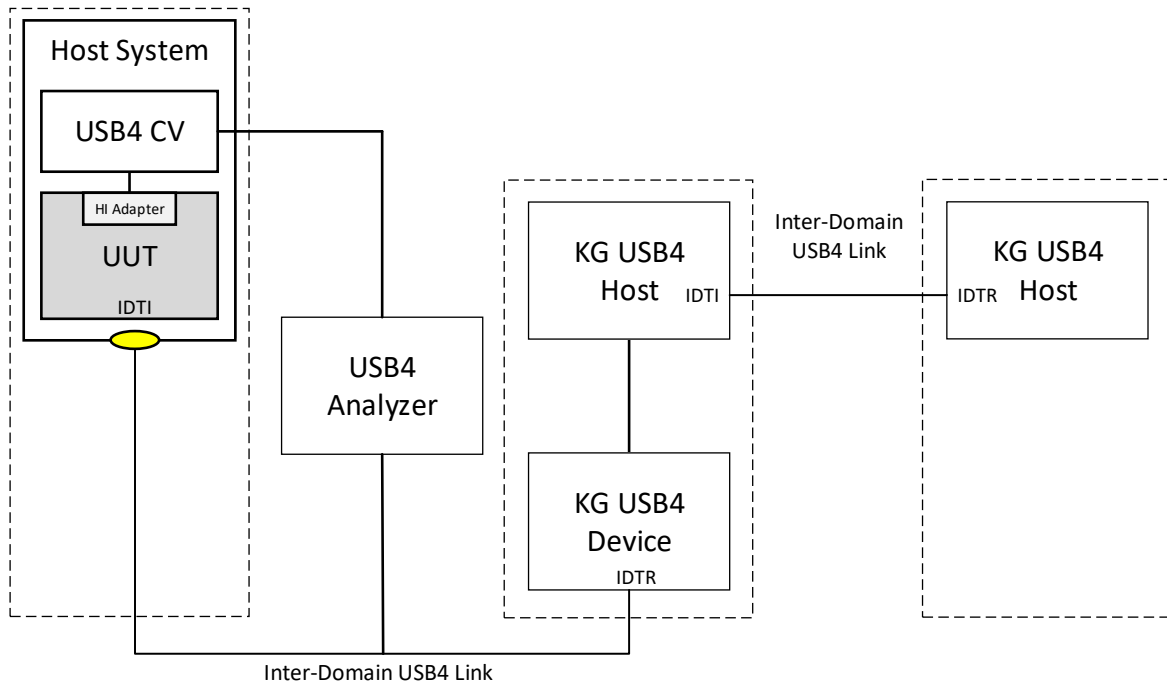 Host System
USB4 CV
HI Adapter
UUT
IDTI
USB4
Analyzer
KG USB4
Host
IDTI
KG USB4
Device
IDTR
Inter-Domain
USB4 Link
KG USB4
Host
IDTR
Inter-Domain USB4 Link